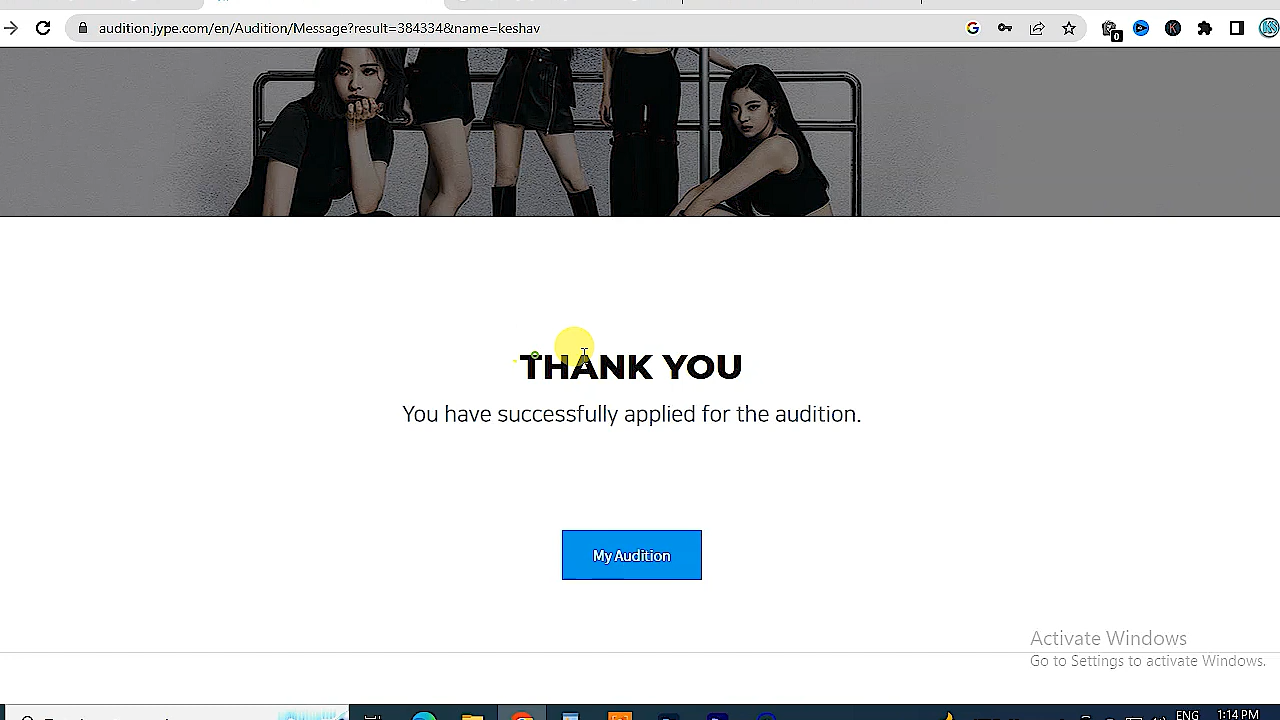 audition.jype.com/en/Audition/Message?result=384334&name=keshav
0
K
THANK YOU
You have successfully applied for the audition.
My Audition
Activate Windows
Go to Settings to activate Windows.
ENG
1:14 PM